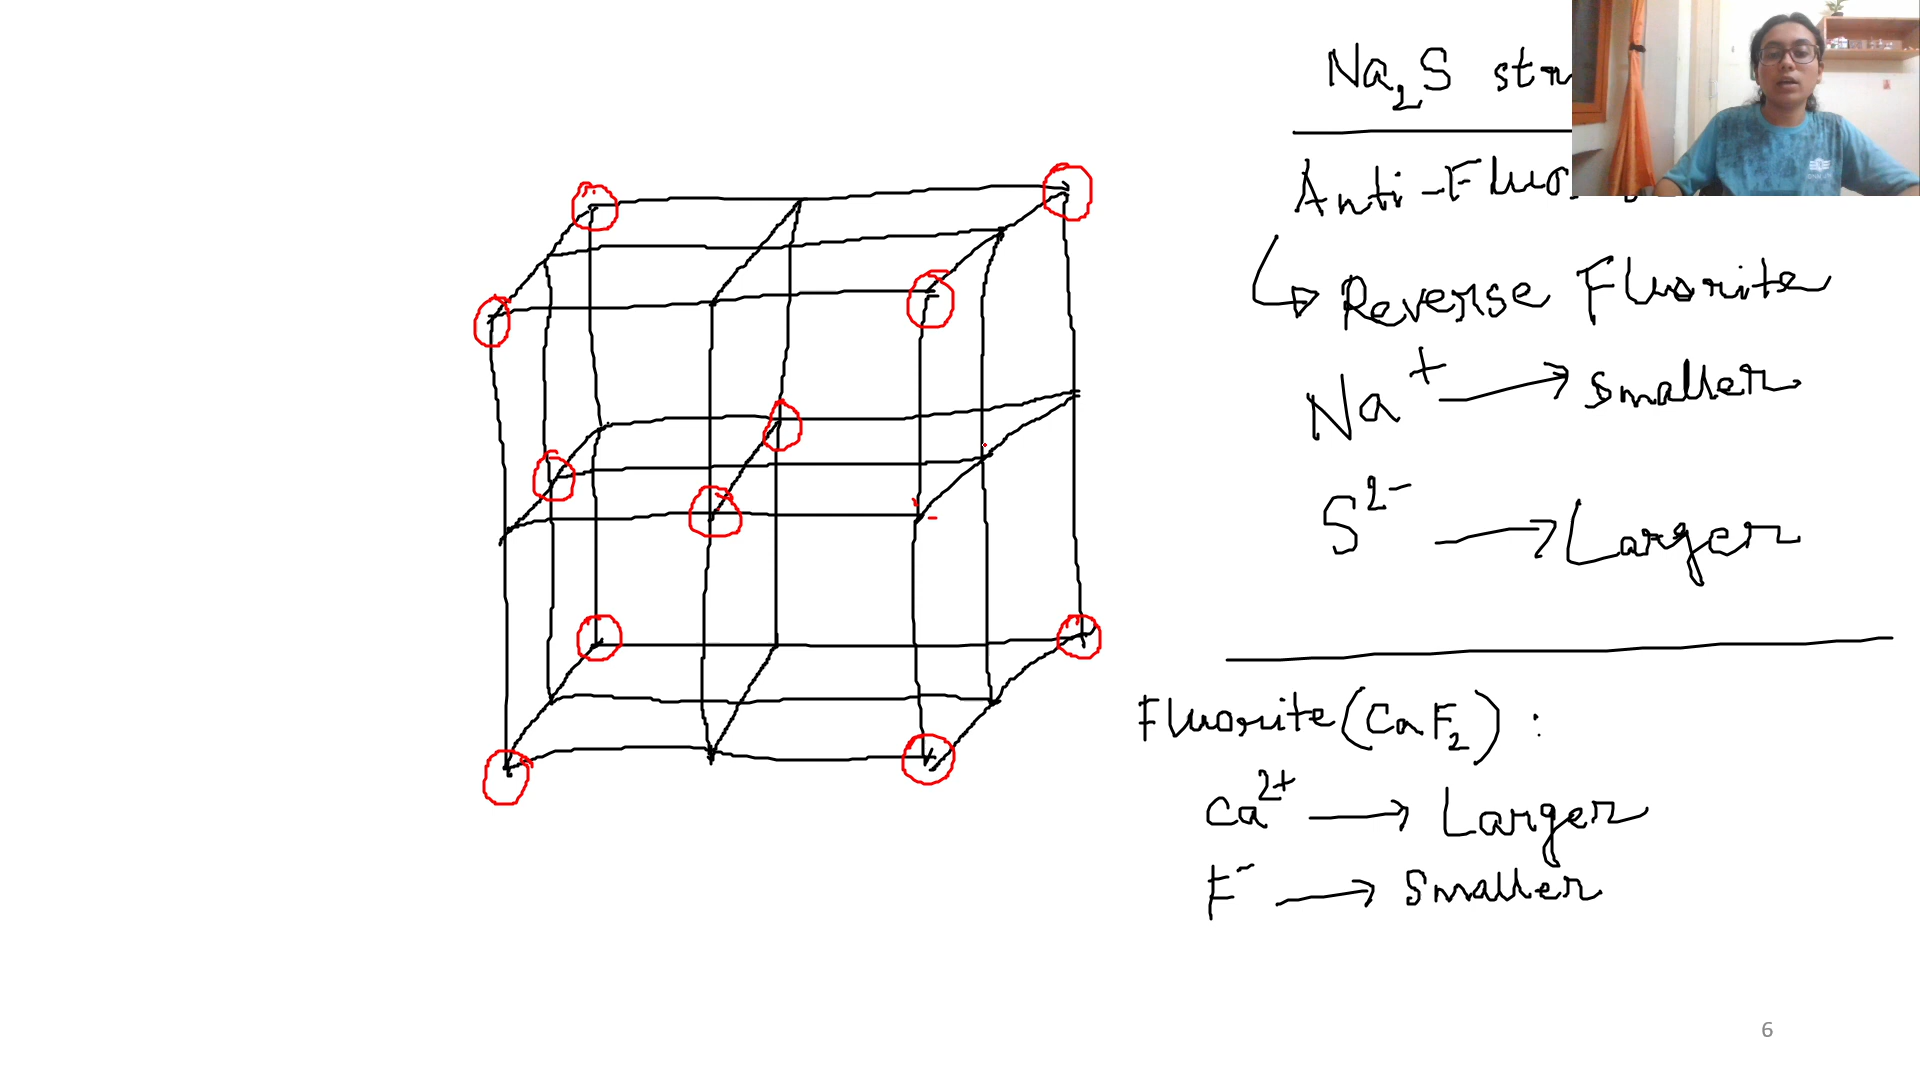 Na₂S
Anti-
↳ Reverse Fluorite
Na⁺ → Smaller
S²⁻ → Larger
Fluorite (CaF₂) :
Ca²⁺ → Larger
F⁻ → Smaller
6